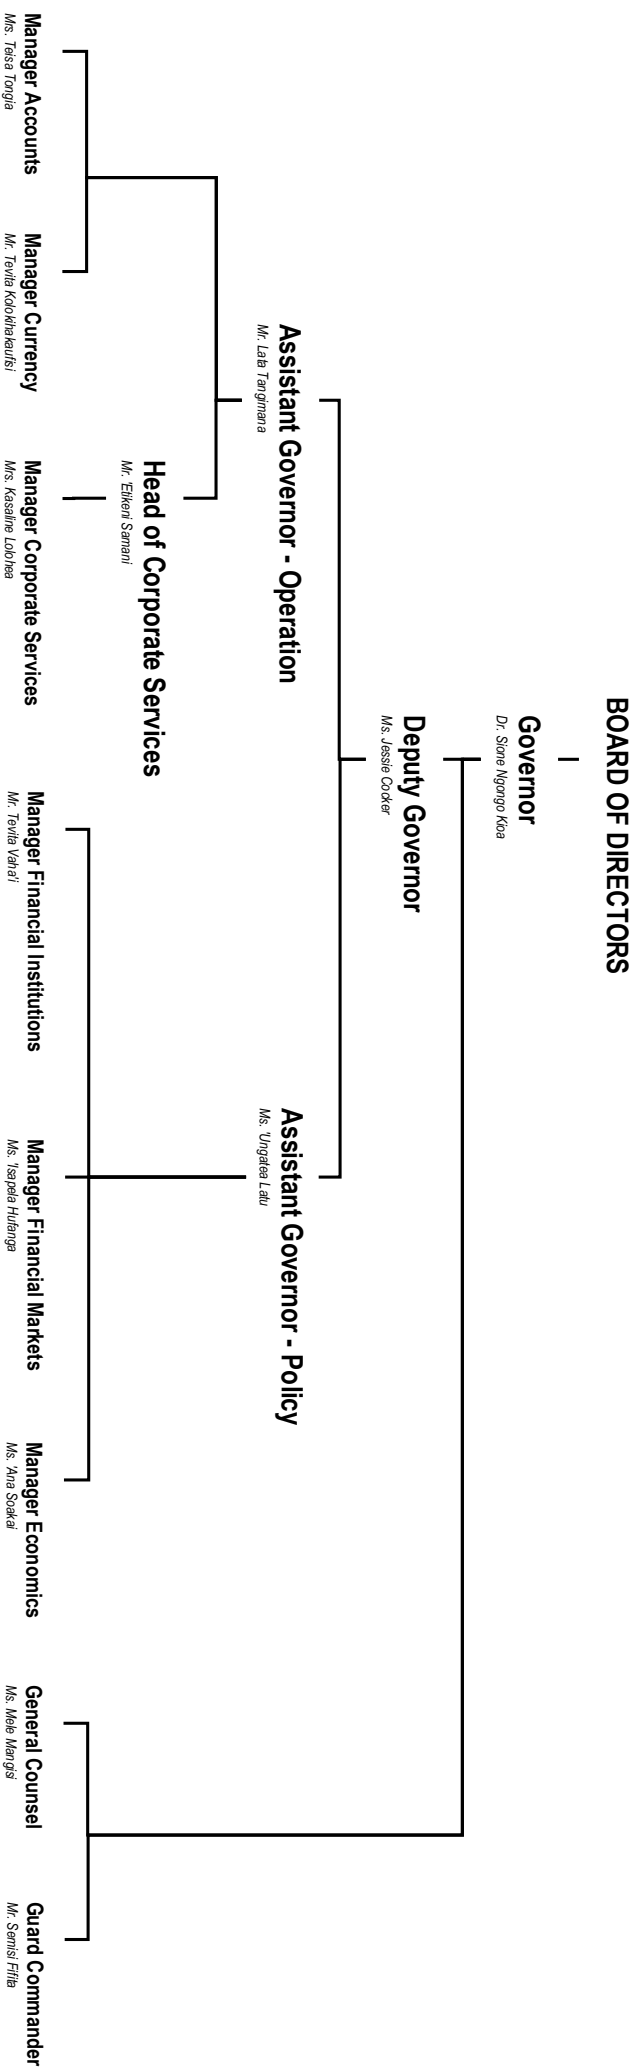 BOARD OF DIRECTORS
Governor
Dr. Sione Ngongo Kioa
Deputy Governor
Ms. Jessie Cocker
Assistant Governor - Operation
Mr. Lata Tangimana
Assistant Governor - Policy
Ms. 'Ungatea Latu
Head of Corporate Services
Mr. 'Etikeni Samani
Manager Accounts
Mrs. Teisa Tongia
Manager Currency
Mr. Tevita Kolokihakaufisi
Manager Corporate Services
Mrs. Kasaline Lolohea
Manager Financial Institutions
Mr. Tevita Vaha'i
Manager Financial Markets
Ms. 'Isapela Hufanga
Manager Economics
Ms. 'Ana Soakai
General Counsel
Ms. Mele Mangisi
Guard Commander
Mr. Semisi Fifita